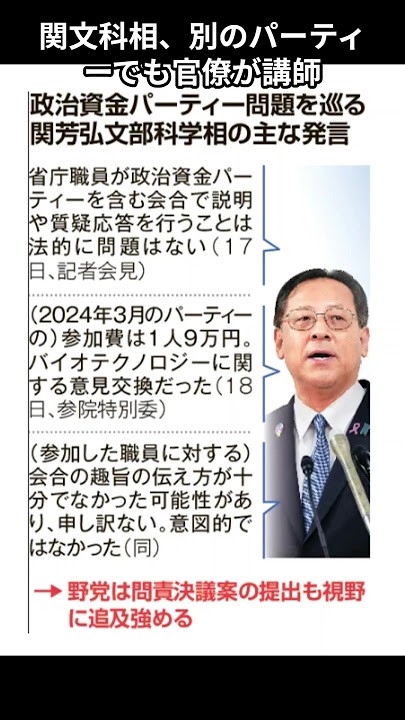 関文科相、別のパーティ
ーでも官僚が講師
政治資金パーティー問題を巡る
関芳弘文部科学相の主な発言
省庁職員が政治資金パー
ティーを含む会合で説明
や質疑応答を行うことは
法的に問題はない(17
日、記者会見)
(2024年3月のパーティー
の)参加費は1人9万円。
バイオテクノロジーに関
する意見交換だった(18
日、参院特別委)
(参加した職員に対する)
会合の趣旨の伝え方が十
分でなかった可能性があ
り、申し訳ない。意図的で
はなかった(同)
→ 野党は問責決議案の提出も視野
に追及強める